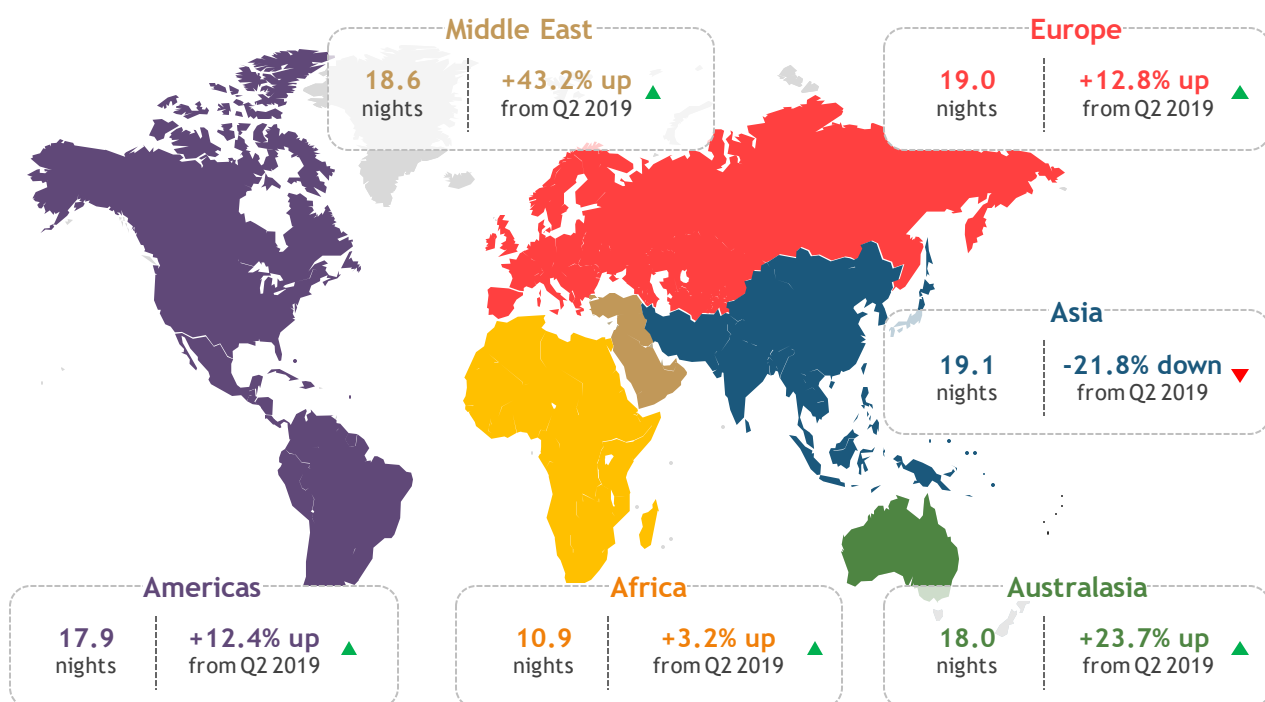 Middle East
18.6
nights
+43.2% up
from Q2 2019
Europe
19.0
nights
+12.8% up
from Q2 2019
Asia
19.1
nights
-21.8% down
from Q2 2019
Americas
17.9
nights
+12.4% up
from Q2 2019
Africa
10.9
nights
+3.2% up
from Q2 2019
Australasia
18.0
nights
+23.7% up
from Q2 2019